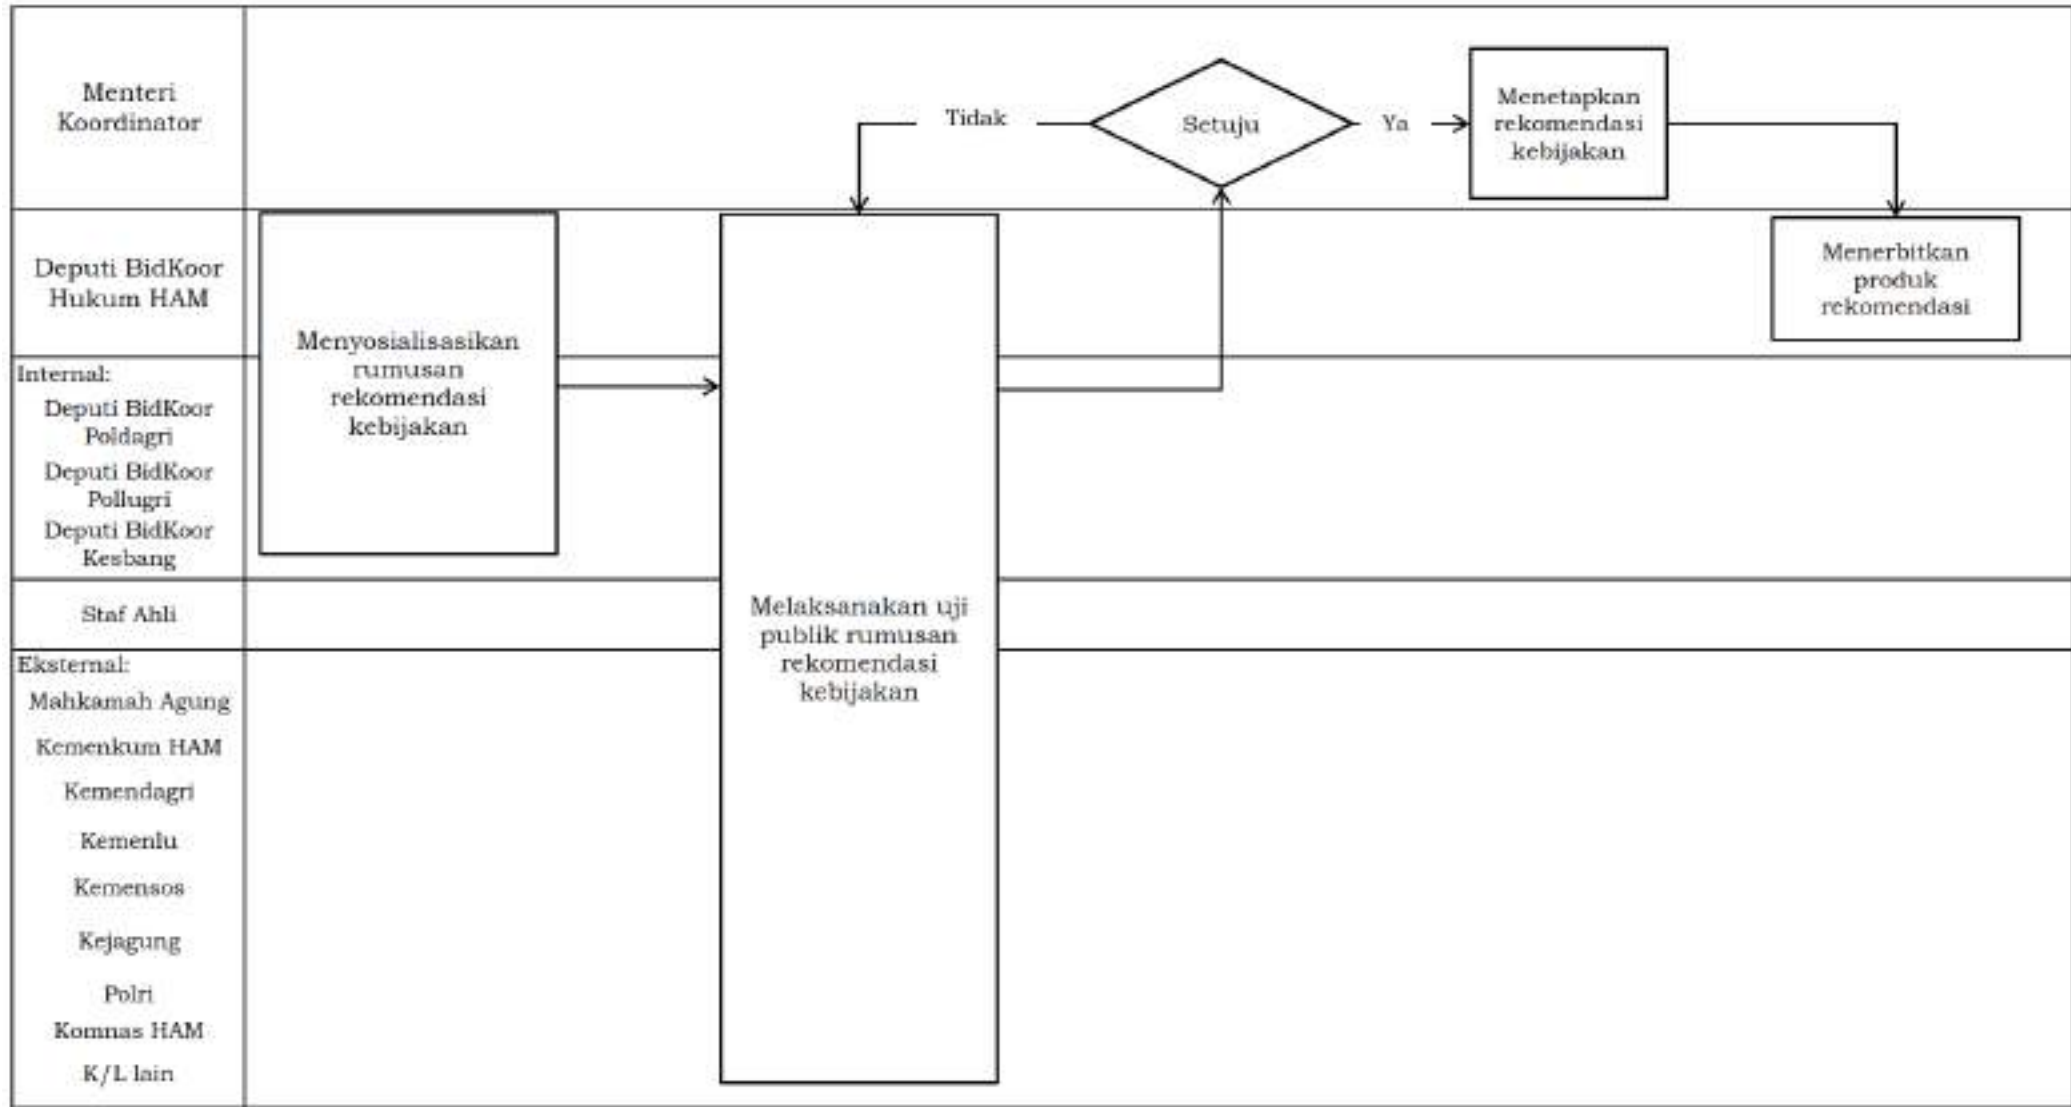 Menteri
Koordinator
Tidak
Setuju
Ya
Menetapkan
rekomendasi
kebijakan
Deputi BidKoor
Hukum HAM
Menyosialisasikan
rumusan
rekomendasi
kebijakan
Menerbitkan
produk
rekomendasi
Internal:
Deputi BidKoor
Poldagri
Deputi BidKoor
Pollugri
Deputi BidKoor
Kesbang
Staf Ahli
Melaksanakan uji
publik rumusan
rekomendasi
kebijakan
Eksternal:
Mahkamah Agung
Kemenkum HAM
Kemendagri
Kemenlu
Kemensos
Kejagung
Polri
Komnas HAM
K/L lain